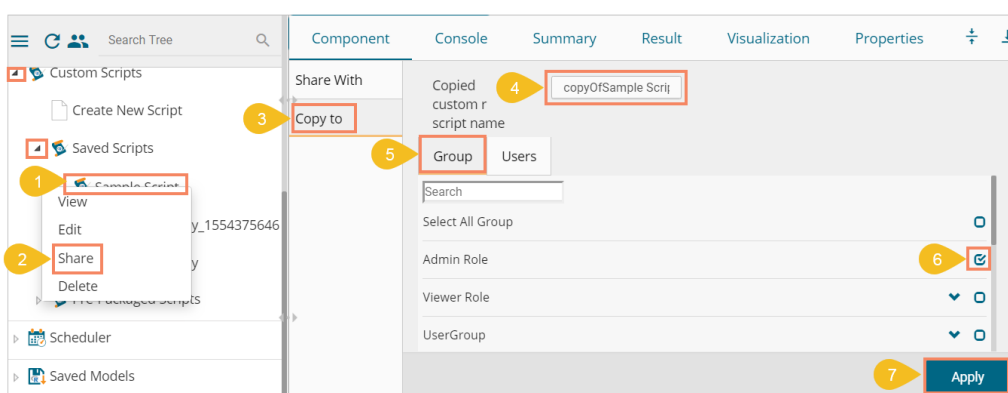 Search Tree
Component
Console
Summary
Result
Visualization
Properties
Custom Scripts
Create New Script
Saved Scripts
1
Sample Script
View
Edit
y_1554375646
2
Share
y
Delete
Scripts
Scheduler
Saved Models
Share With
3
Copy to
Copied
custom r
script name
4
copyOfSample Scrip
5
Group
Users
Search
Select All Group
Admin Role
6
Viewer Role
UserGroup
7
Apply